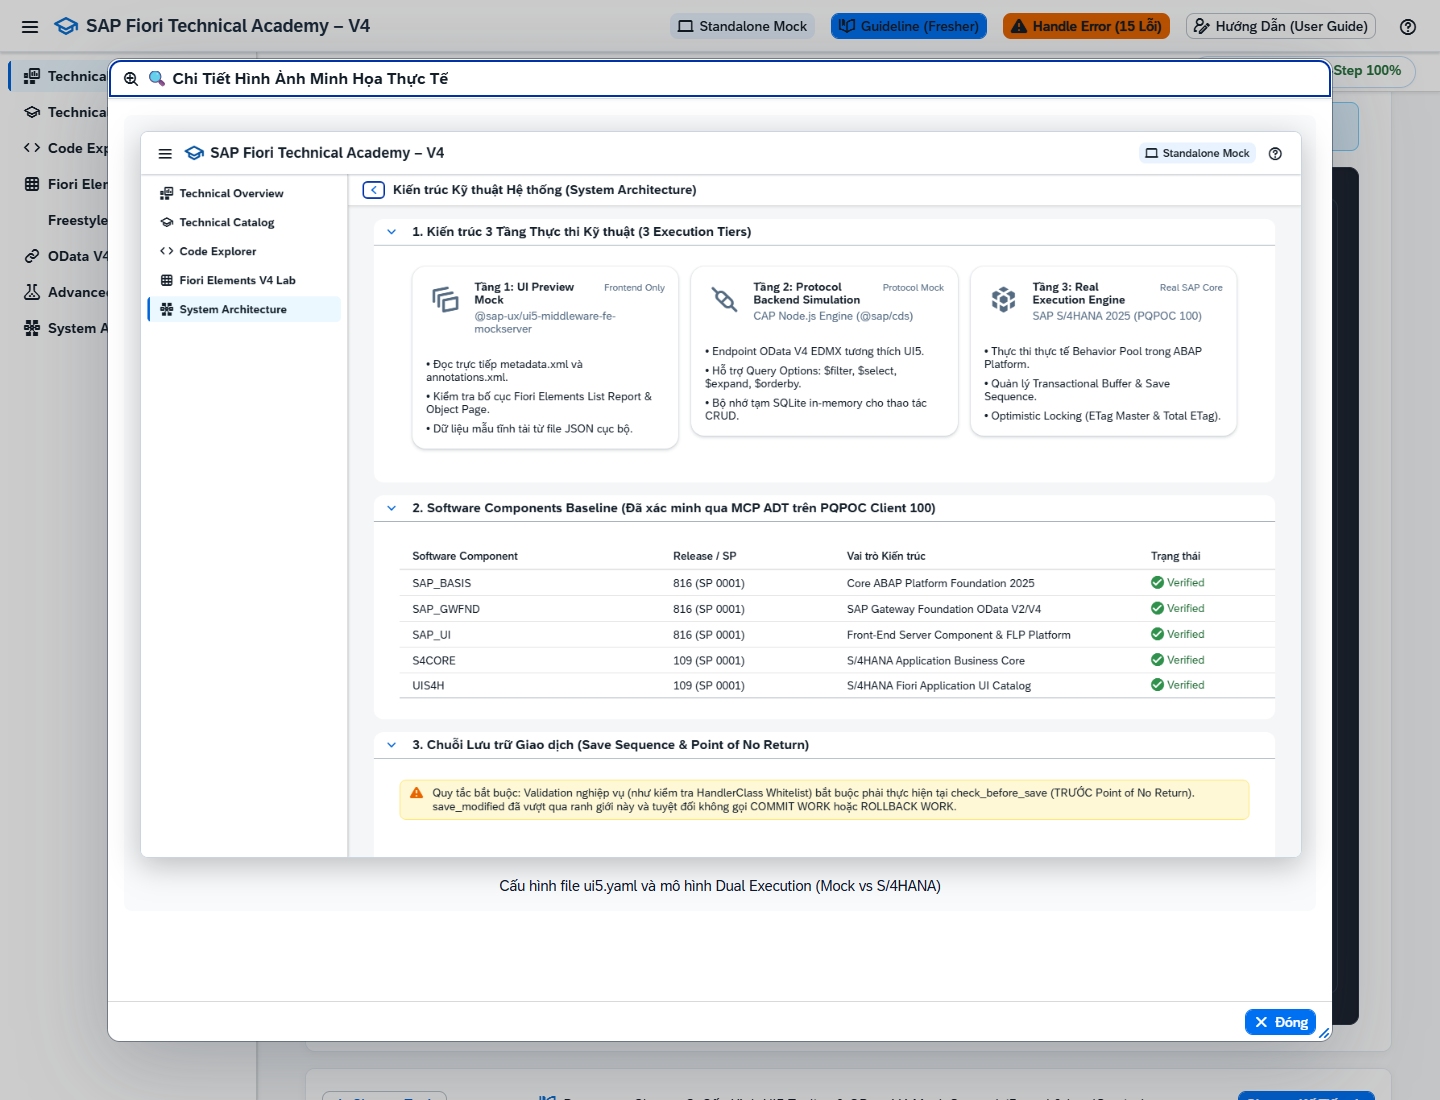 SAP Fiori Technical Academy – V4
Standalone Mock
Guideline (Fresher)
Handle Error (15 Lỗi)
Hướng Dẫn (User Guide)
Step 100%
Technical
Technical
Code Exp
Fiori Elem
Freestyle
OData V4
Advanced
System A
Chi Tiết Hình Ảnh Minh Họa Thực Tế
SAP Fiori Technical Academy – V4
Standalone Mock
Technical Overview
Technical Catalog
Code Explorer
Fiori Elements V4 Lab
System Architecture
Kiến trúc Kỹ thuật Hệ thống (System Architecture)
1. Kiến trúc 3 Tầng Thực thi Kỹ thuật (3 Execution Tiers)
Tầng 1: UI Preview
Mock
Frontend Only
@sap-ux/ui5-middleware-fe-
mockserver
• Đọc trực tiếp metadata.xml và
annotations.xml.
• Kiểm tra bố cục Fiori Elements List Report &
Object Page.
• Dữ liệu mẫu tĩnh tải từ file JSON cục bộ.
Tầng 2: Protocol
Backend Simulation
Protocol Mock
CAP Node.js Engine (@sap/cds)
• Endpoint OData V4 EDMX tương thích UI5.
• Hỗ trợ Query Options: $filter, $select,
$expand, $orderby.
• Bộ nhớ tạm SQLite in-memory cho thao tác
CRUD.
Tầng 3: Real
Execution Engine
Real SAP Core
SAP S/4HANA 2025 (PQPOC 100)
• Thực thi thực tế Behavior Pool trong ABAP
Platform.
• Quản lý Transactional Buffer & Save
Sequence.
• Optimistic Locking (ETag Master & Total ETag).
2. Software Components Baseline (Đã xác minh qua MCP ADT trên PQPOC Client 100)
Software Component Release / SP Vai trò Kiến trúc Trạng thái
SAP_BASIS 816 (SP 0001) Core ABAP Platform Foundation 2025 Verified
SAP_GWFND 816 (SP 0001) SAP Gateway Foundation OData V2/V4 Verified
SAP_UI 816 (SP 0001) Front-End Server Component & FLP Platform Verified
S4CORE 109 (SP 0001) S/4HANA Application Business Core Verified
UIS4H 109 (SP 0001) S/4HANA Fiori Application UI Catalog Verified
3. Chuỗi Lưu trữ Giao dịch (Save Sequence & Point of No Return)
Quy tắc bắt buộc: Validation nghiệp vụ (như kiểm tra HandlerClass Whitelist) bắt buộc phải thực hiện tại check_before_save (TRƯỚC Point of No Return).
save_modified đã vượt qua ranh giới này và tuyệt đối không gọi COMMIT WORK hoặc ROLLBACK WORK.
Cấu hình file ui5.yaml và mô hình Dual Execution (Mock vs S/4HANA)
Đóng